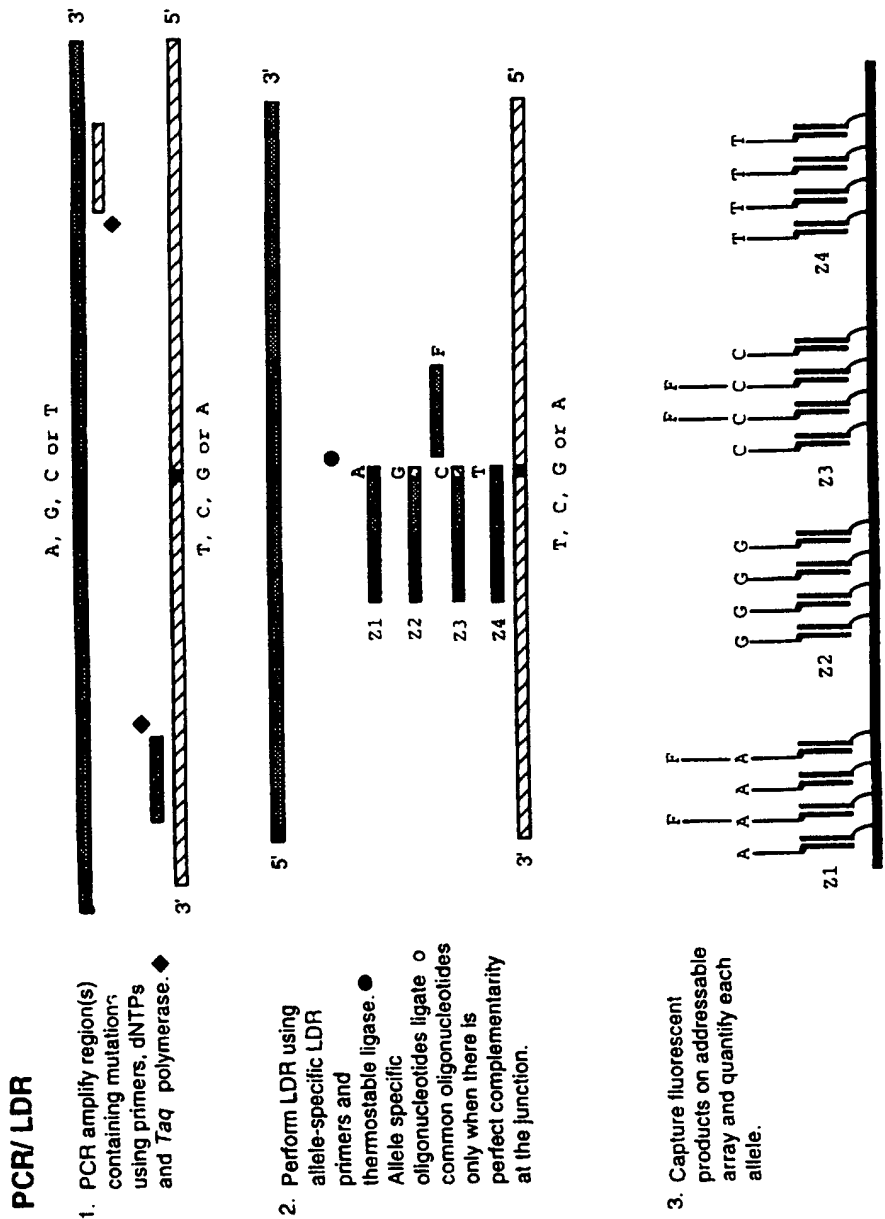 PCR/ LDR
1. PCR amplify region(s)
containing mutations
using primers, dNTPs
and Taq polymerase. ◆
A, G, C or T
3'
3'
5'
T, C, G or A
2. Perform LDR using
allele-specific LDR
primers and
thermostable ligase. ●
Allele specific
oligonucleotides ligate o
common oligonucleotides
only when there is
perfect complementarity
at the junction.
5'
3'
Z1 A
Z2 G
F
Z3 C
Z4 T
3'
5'
T, C, G or A
3. Capture fluorescent
products on addressable
array and quantify each
allele.
F F F F
A A A A G G G G C C C C T T T T
Z1 Z2 Z3 Z4